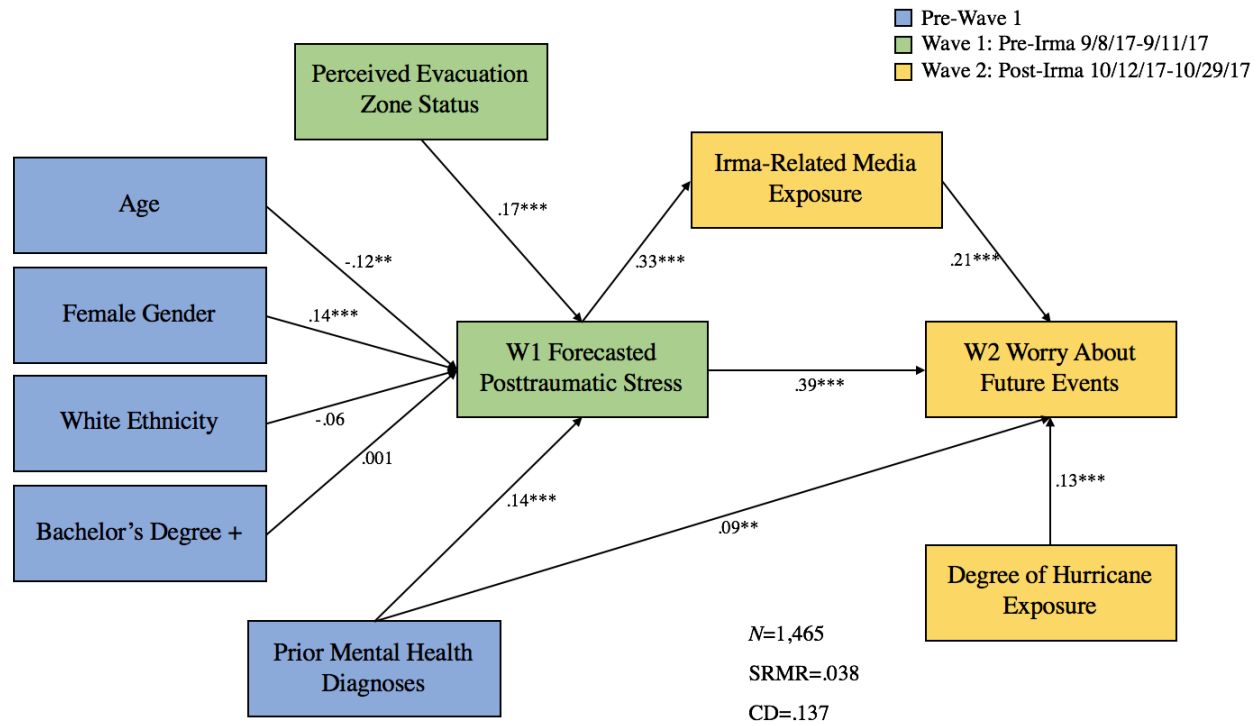 Pre-Wave 1
Wave 1: Pre-Irma 9/8/17-9/11/17
Wave 2: Post-Irma 10/12/17-10/29/17
Perceived Evacuation
Zone Status
Irma-Related Media
Exposure
Age
.17***
-.12**
.33***
.21***
Female Gender
.14***
W1 Forecasted
Posttraumatic Stress
.39***
W2 Worry About
Future Events
White Ethnicity
-.06
.001
Bachelor's Degree +
.14***
.09**
.13***
Degree of Hurricane
Exposure
Prior Mental Health
Diagnoses
N=1,465
SRMR=.038
CD=.137